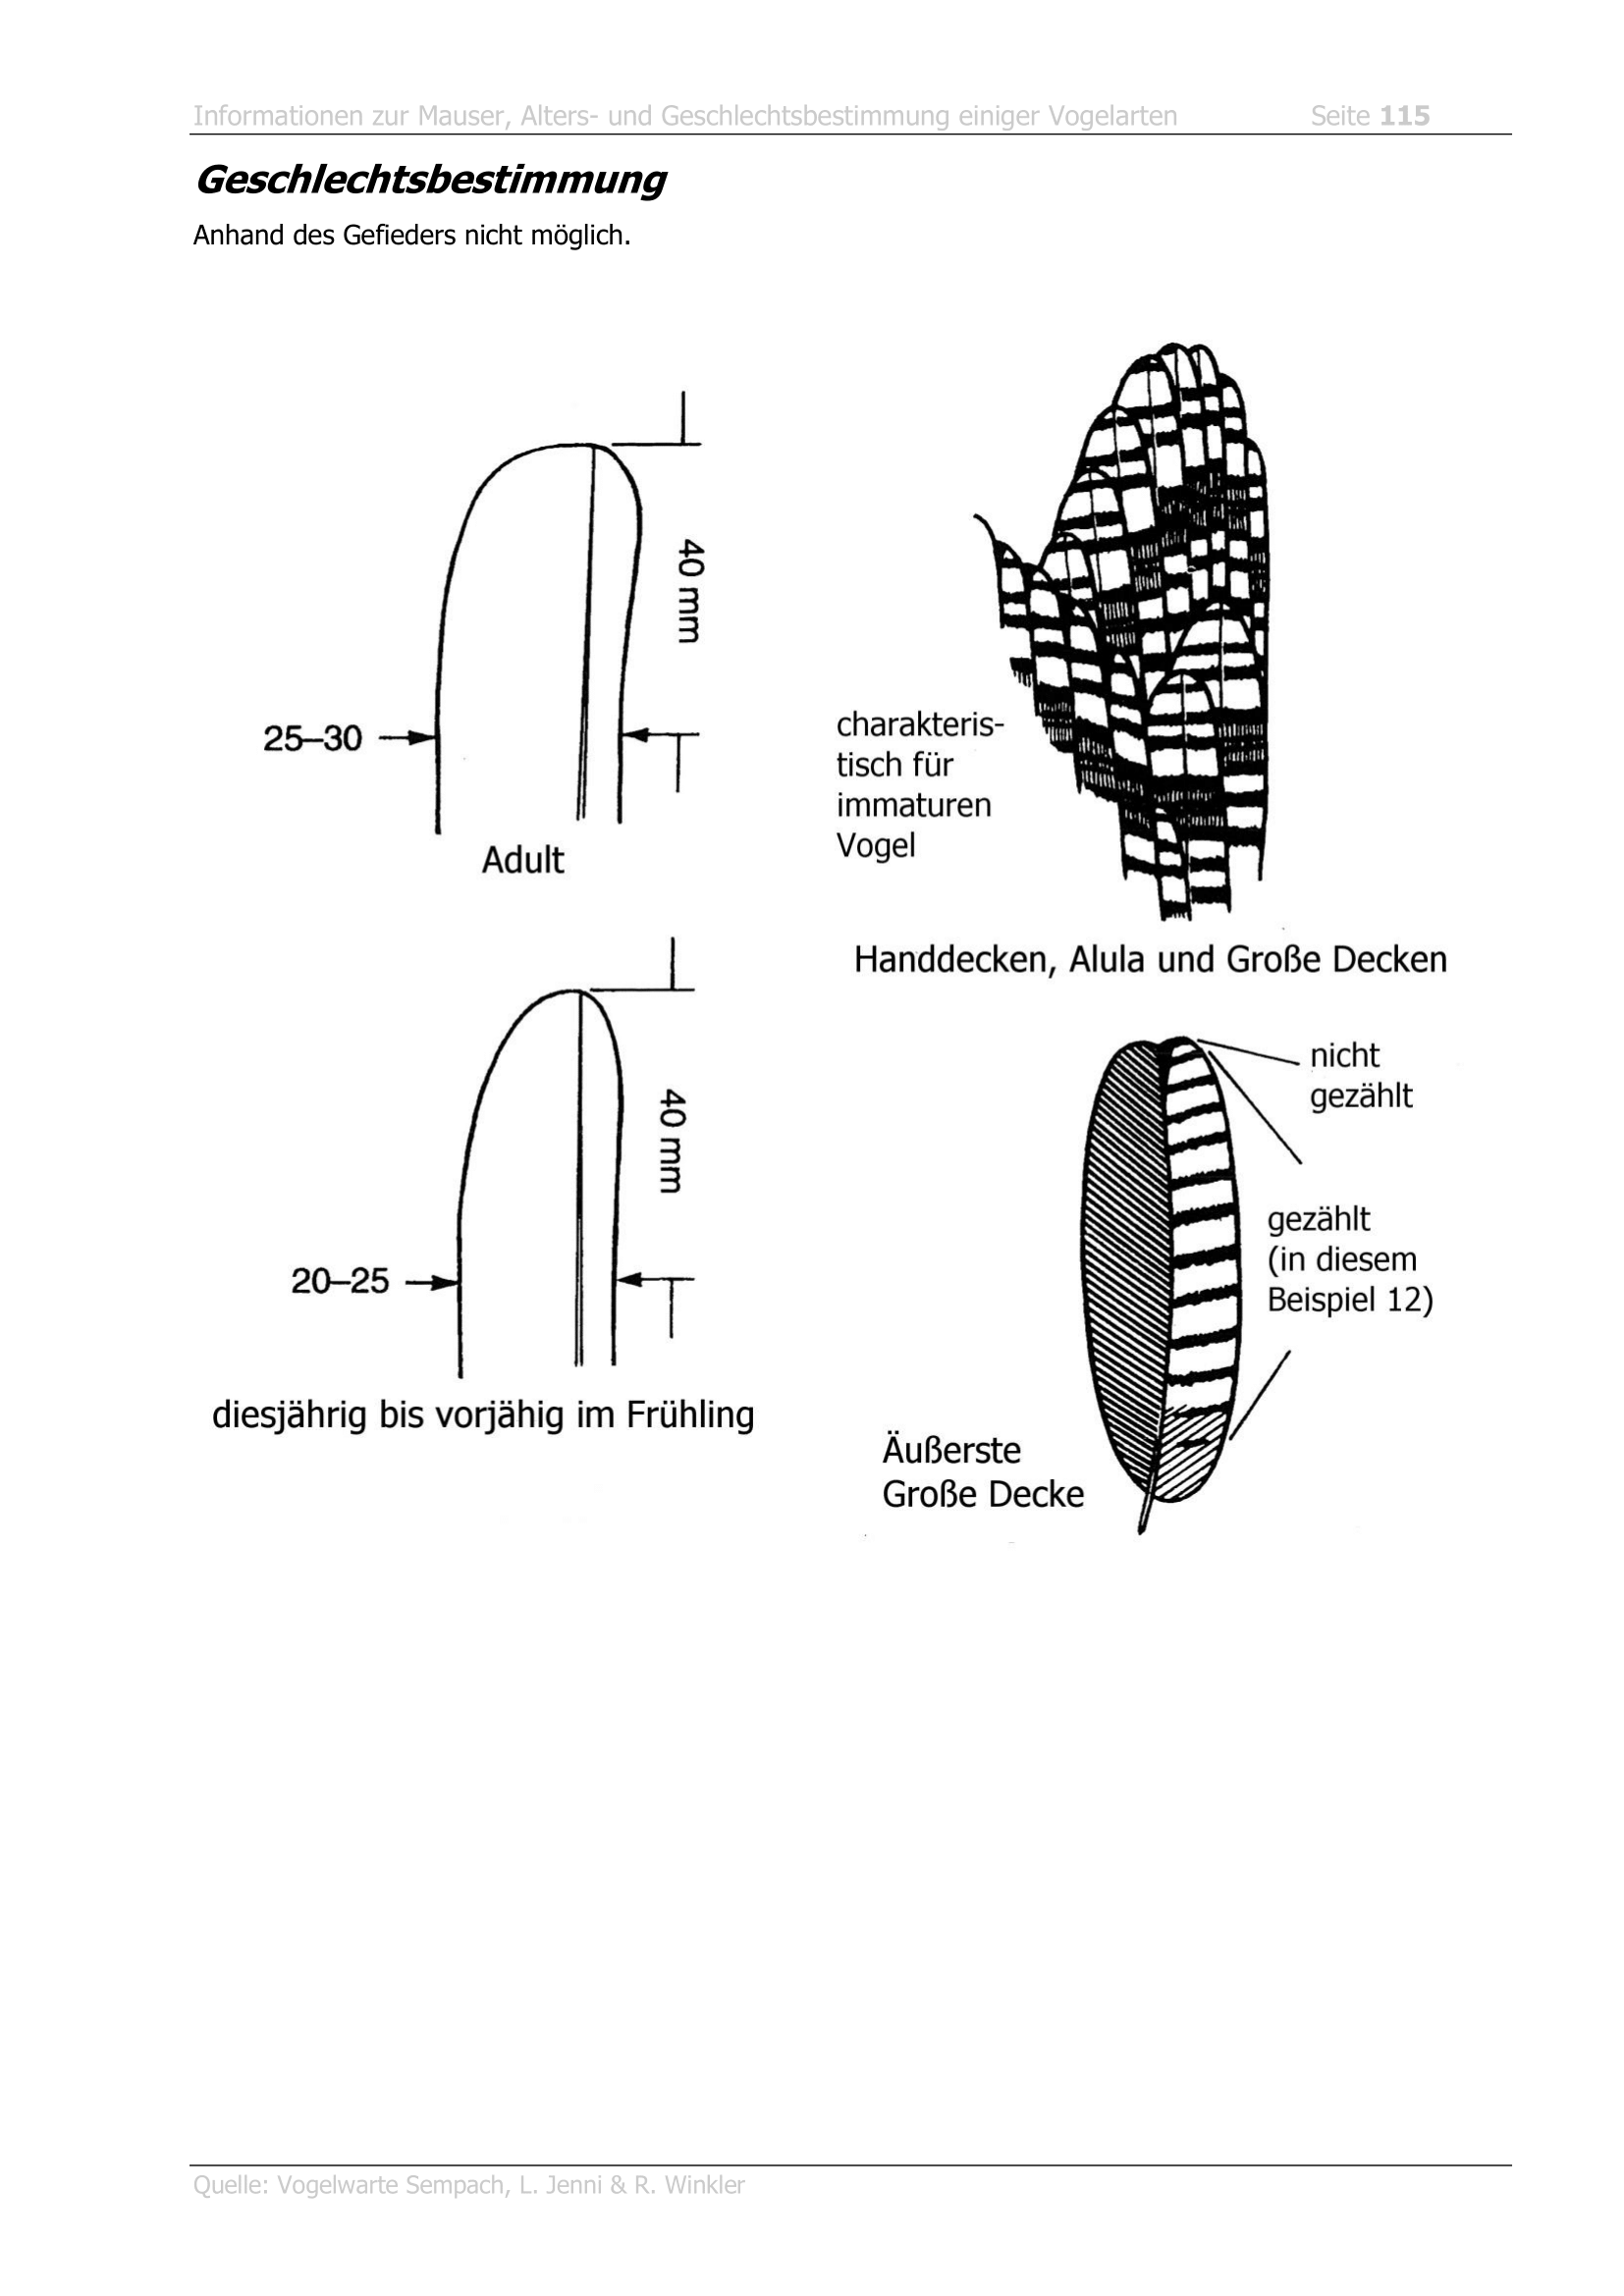 Informationen zur Mauser, Alters- und Geschlechtsbestimmung einiger Vogelarten Seite 115
Geschlechtsbestimmung
Anhand des Gefieders nicht möglich.
40 mm
25–30
Adult
charakteris-
tisch für
immaturen
Vogel
Handdecken, Alula und Große Decken
40 mm
20–25
diesjährig bis vorjähig im Frühling
nicht
gezählt
gezählt
(in diesem
Beispiel 12)
Äußerste
Große Decke
Quelle: Vogelwarte Sempach, L. Jenni & R. Winkler